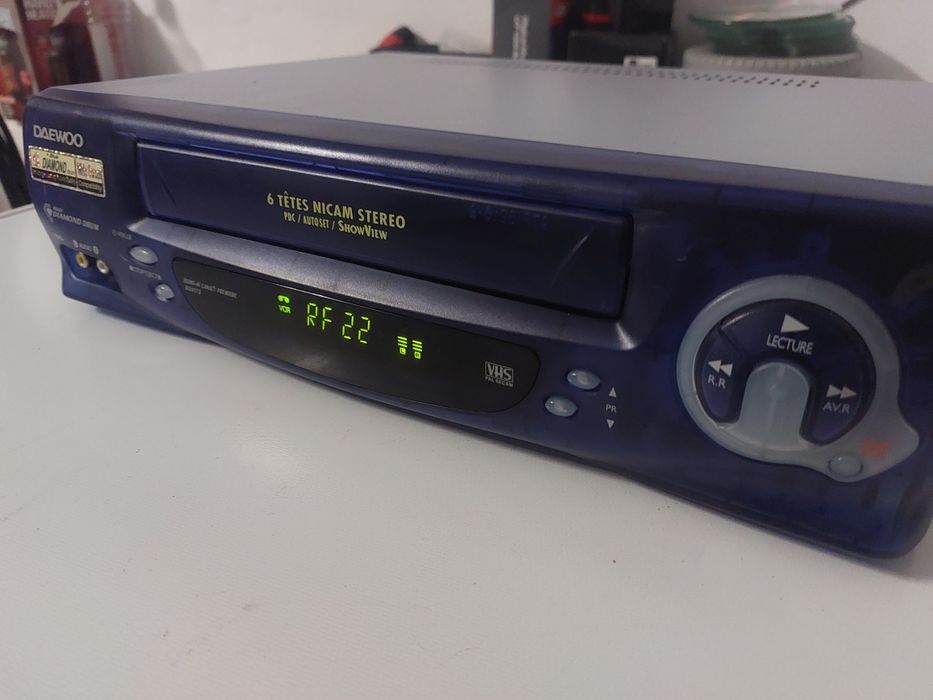 DAEWOO
DIAMOND
DIAMOND DRUM
AUDIO
6 TÊTES NICAM STEREO
PDC / AUTOSET / SHOWVIEW
VCR
RF 22
VHS
PAL SECAM
PR
LECTURE
R.R
AV.R